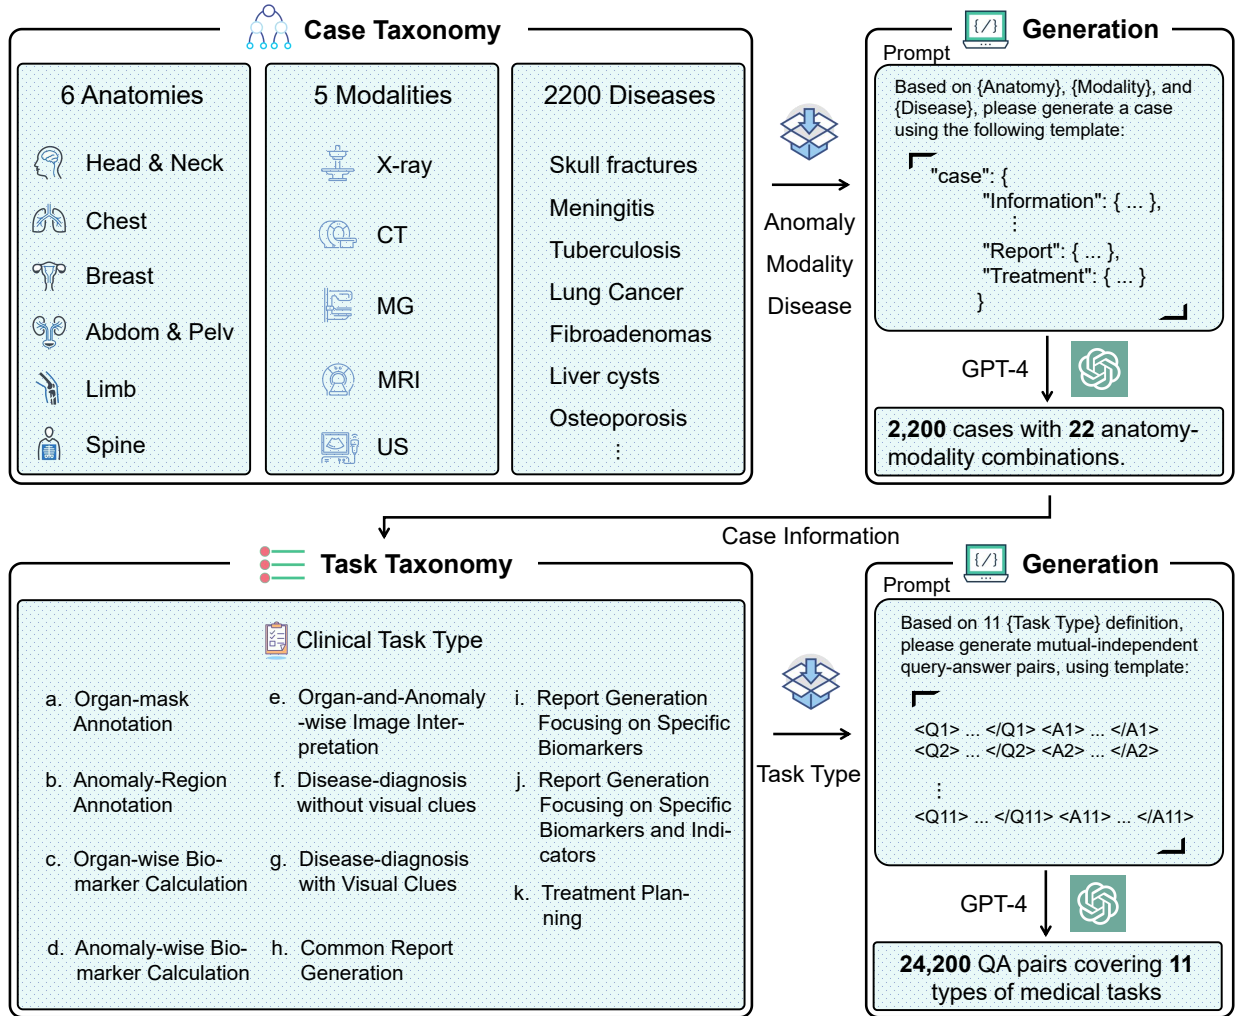 Case Taxonomy
6 Anatomies
Head & Neck
Chest
Breast
Abdom & Pelv
Limb
Spine
5 Modalities
X-ray
CT
MG
MRI
US
2200 Diseases
Skull fractures
Meningitis
Tuberculosis
Lung Cancer
Fibroadenomas
Liver cysts
Osteoporosis
⋮
Anomaly
Modality
Disease
{/}
Generation
Prompt
Based on {Anatomy}, {Modality}, and
{Disease}, please generate a case
using the following template:
"case": {
"Information": { ... },
⋮
"Report": { ... },
"Treatment": { ... }
}
GPT-4
2,200 cases with 22 anatomy-
modality combinations.
Case Information
Task Taxonomy
Clinical Task Type
a. Organ-mask
Annotation
b. Anomaly-Region
Annotation
c. Organ-wise Bio-
marker Calculation
d. Anomaly-wise Bio-
marker Calculation
e. Organ-and-Anomaly
-wise Image Inter-
pretation
f. Disease-diagnosis
without visual clues
g. Disease-diagnosis
with Visual Clues
h. Common Report
Generation
i. Report Generation
Focusing on Specific
Biomarkers
j. Report Generation
Focusing on Specific
Biomarkers and Indi-
cators
k. Treatment Plan-
ning
Task Type
{/}
Generation
Prompt
Based on 11 {Task Type} definition,
please generate mutual-independent
query-answer pairs, using template:
<Q1> ... </Q1> <A1> ... </A1>
<Q2> ... </Q2> <A2> ... </A2>
⋮
<Q11> ... </Q11> <A11> ... </A11>
GPT-4
24,200 QA pairs covering 11
types of medical tasks